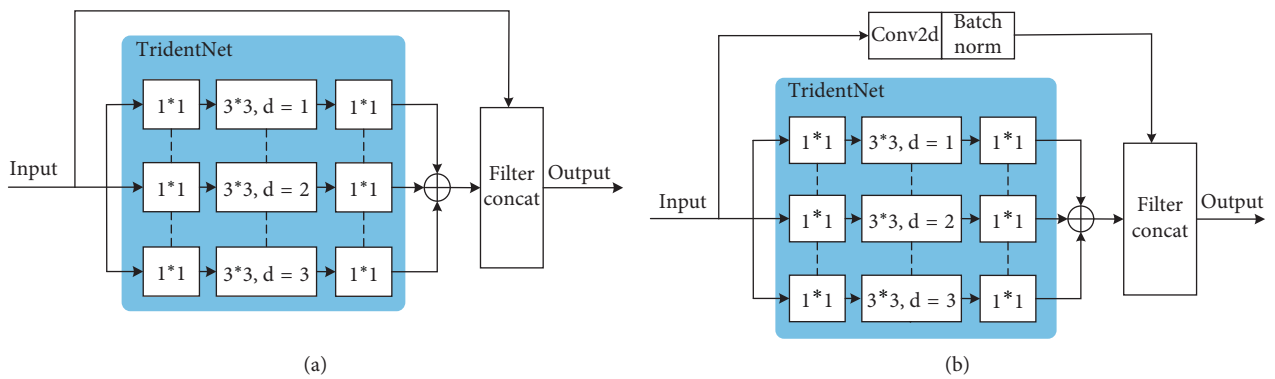 TridentNet
1*1 3*3, d = 1 1*1
Input
1*1 3*3, d = 2 1*1
Filter
concat
Output
1*1 3*3, d = 3 1*1
(a)
Conv2d
Batch
norm
TridentNet
1*1 3*3, d = 1 1*1
Input
1*1 3*3, d = 2 1*1
Filter
concat
Output
1*1 3*3, d = 3 1*1
(b)